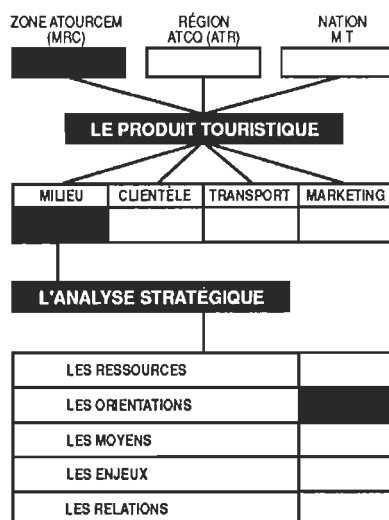 ZONE ATOURCEM RÉGION NATION
(MRC) ATCQ (ATR) M T
LE PRODUIT TOURISTIQUE
MILIEU CLIENTÈLE TRANSPORT MARKETING
L'ANALYSE STRATÉGIQUE
LES RESSOURCES
LES ORIENTATIONS
LES MOYENS
LES ENJEUX
LES RELATIONS